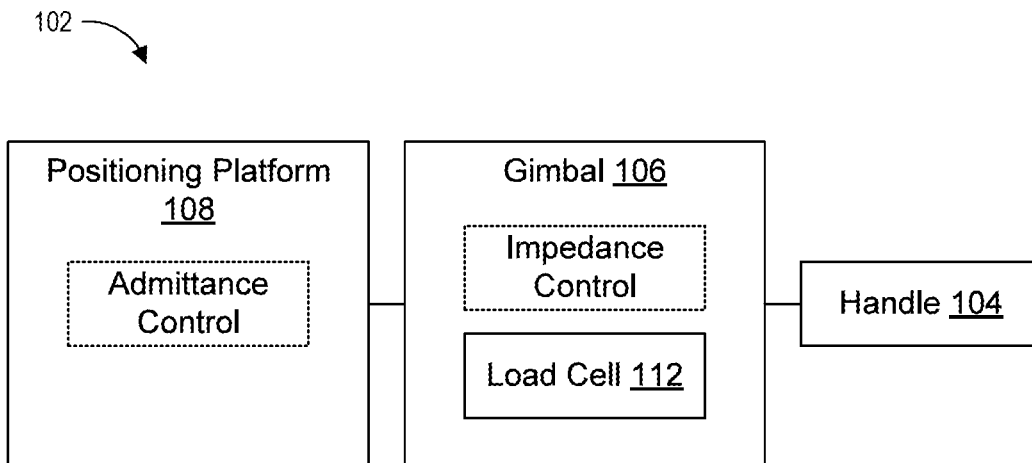 102
Positioning Platform
108
Admittance
Control
Gimbal 106
Impedance
Control
Load Cell 112
Handle 104